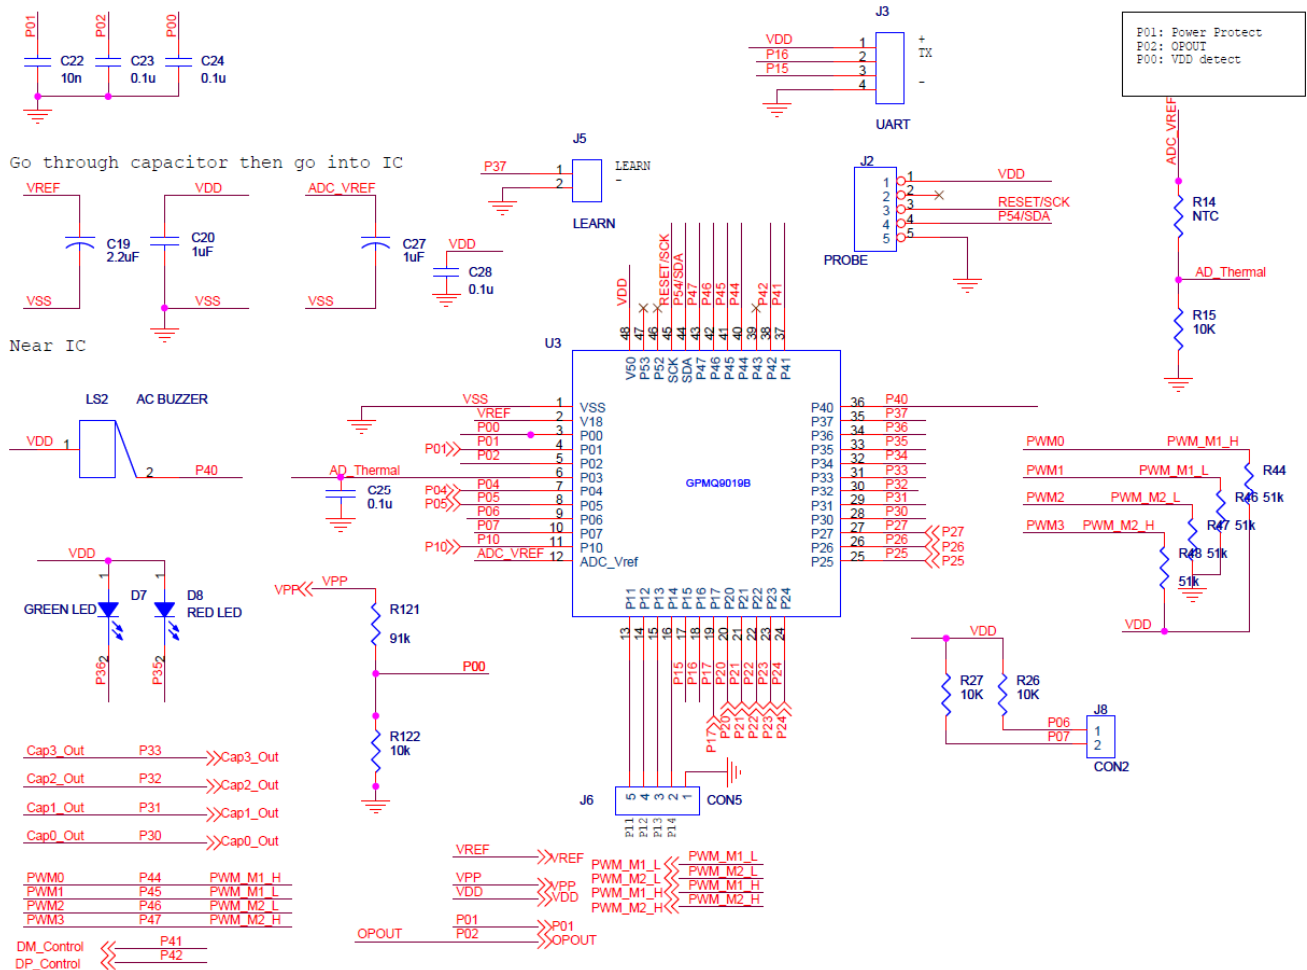 P01
P02
P00
C22
10n
C23
0.1u
C24
0.1u
Go through capacitor then go into IC
VREF
C19
2.2uF
VSS
VDD
C20
1uF
VSS
ADC_VREF
C27
1uF
VSS
VDD
C28
0.1u
Near IC
J3
VDD
P16
P15
1
2
3
4
+
TX
-
UART
J5
P37
1
2
LEARN
-
LEARN
J2
1
2
3
4
5
1
2
3
4
5
VDD
RESET/SCK
P54/SDA
PROBE
P01: Power Protect
P02: OPOUT
P00: VDD detect
ADC_VREF
R14
NTC
AD_Thermal
R15
10K
LS2
AC BUZZER
VDD
1
2
P40
U3
GPMQ9019B
VDD
RESET/SCK
P54/SDA
P47
P46
P45
P44
P42
P41
48
47
46
45
44
43
42
41
40
39
38
37
V50
P53
P52
SCK
SDA
P47
P46
P45
P44
P43
P42
P41
VSS 1 VSS
VREF 2 V18
P00 3 P00
P01 P01 4 P01
P02 5 P02
AD_Thermal 6 P03
P04 P04 7 P04
P05 P05 8 P05
P06 9 P06
P07 10 P07
P10 P10 11 P10
ADC_VREF 12 ADC_Vref
C25
0.1u
P40 36 P40
P37 35 P37
P36 34 P36
P35 33 P35
P34 32 P34
P33 31 P33
P32 30 P32
P31 29 P31
P30 28 P30
P27 27 P27 P27
P26 26 P26 P26
P25 25 P25 P25
P11
P12
P13
P14
P15
P16
P17
P20
P21
P22
P23
P24
13
14
15
16
17
18
19
20
21
22
23
24
P15
P16
P17
P20
P21
P22
P23
P24
P17
P20
P21
P22
P23
P24
PWM0 PWM_M1_H
PWM1 PWM_M1_L
PWM2 PWM_M2_L
PWM3 PWM_M2_H
R44
R46 51k
R47 51k
R48 51k
51k
VDD
VDD
GREEN LED
D7
D8
RED LED
1
1
2
2
P36
P35
VPP
VPP
R121
91k
P00
R122
10k
VDD
R27
10K
R26
10K
P06
P07
J8
1
2
CON2
J6
5
4
3
2
1
CON5
P11
P12
P13
P14
Cap3_Out P33 Cap3_Out
Cap2_Out P32 Cap2_Out
Cap1_Out P31 Cap1_Out
Cap0_Out P30 Cap0_Out
PWM0 P44 PWM_M1_H
PWM1 P45 PWM_M1_L
PWM2 P46 PWM_M2_L
PWM3 P47 PWM_M2_H
DM_Control P41
DP_Control P42
VREF VREF
VPP VPP
VDD VDD
P01 P01
OPOUT P02 OPOUT
PWM_M1_L PWM_M1_L
PWM_M2_L PWM_M2_L
PWM_M1_H PWM_M1_H
PWM_M2_H PWM_M2_H